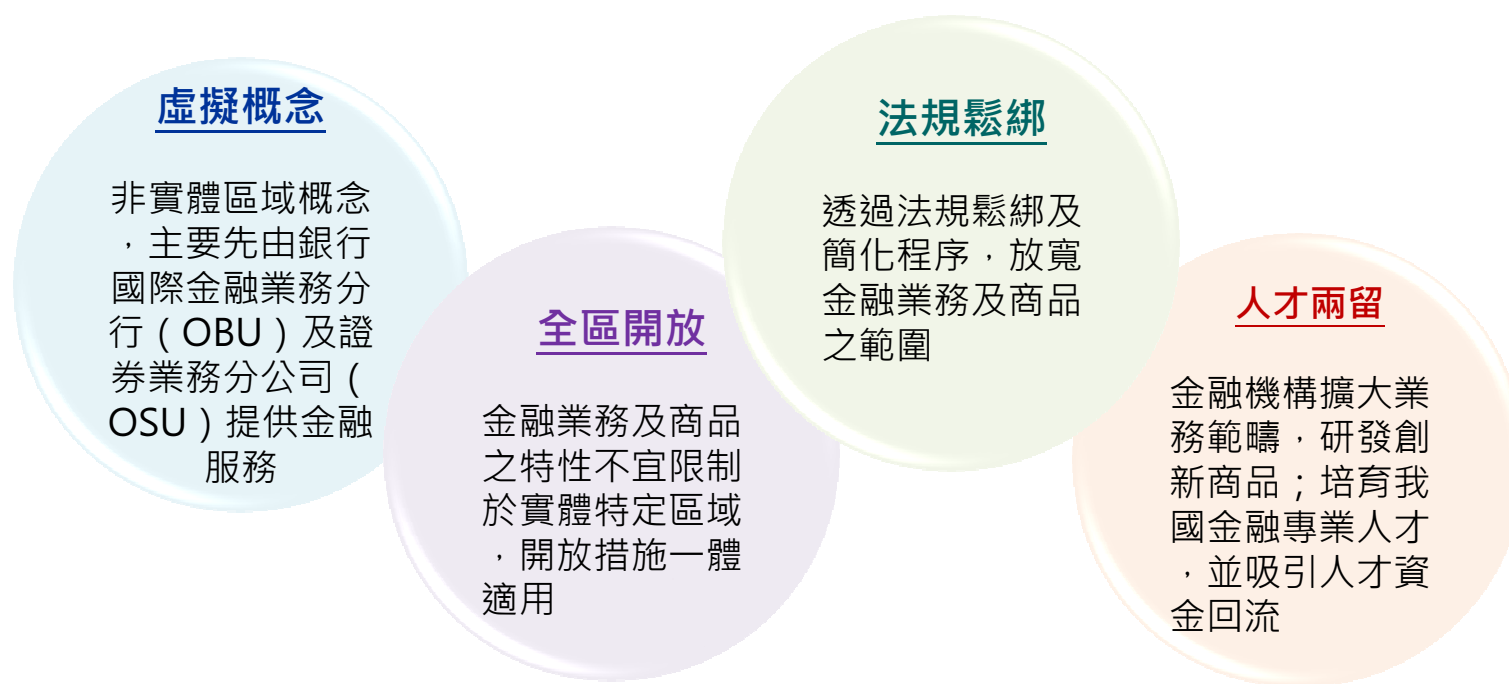 虛擬概念
非實體區域概念
，主要先由銀行
國際金融業務分
行（OBU）及證
券業務分公司（
OSU）提供金融
服務
全區開放
金融業務及商品
之特性不宜限制
於實體特定區域
，開放措施一體
適用
法規鬆綁
透過法規鬆綁及
簡化程序，放寬
金融業務及商品
之範圍
人才兩留
金融機構擴大業
務範疇，研發創
新商品；培育我
國金融專業人才
，並吸引人才資
金回流